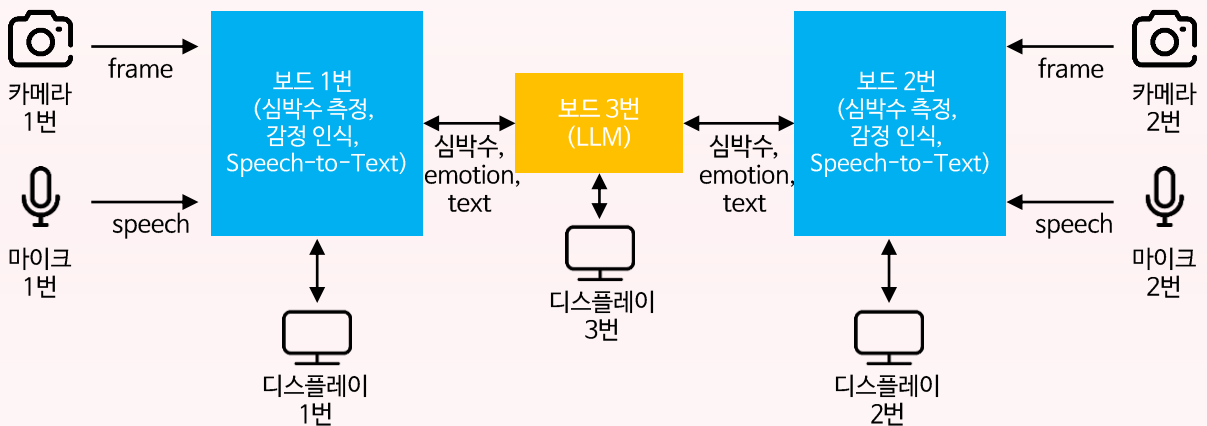 카메라
1번
frame
마이크
1번
speech
보드 1번
(심박수 측정,
감정 인식,
Speech-to-Text)
디스플레이
1번
심박수,
emotion,
text
보드 3번
(LLM)
디스플레이
3번
심박수,
emotion,
text
보드 2번
(심박수 측정,
감정 인식,
Speech-to-Text)
디스플레이
2번
frame
카메라
2번
speech
마이크
2번